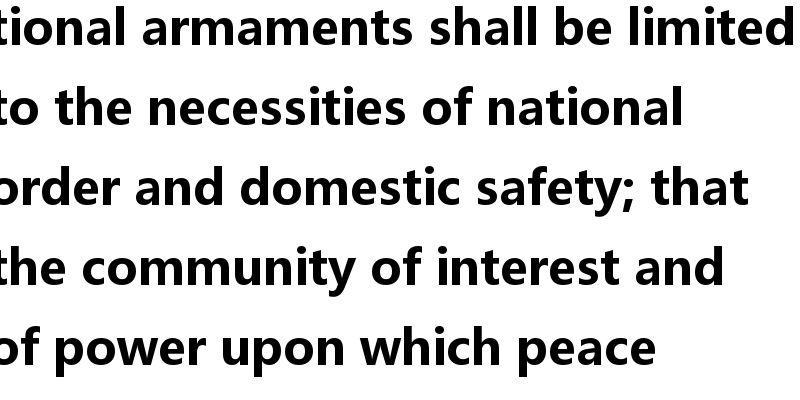 tional armaments shall be limited
to the necessities of national
order and domestic safety; that
the community of interest and
of power upon which peace